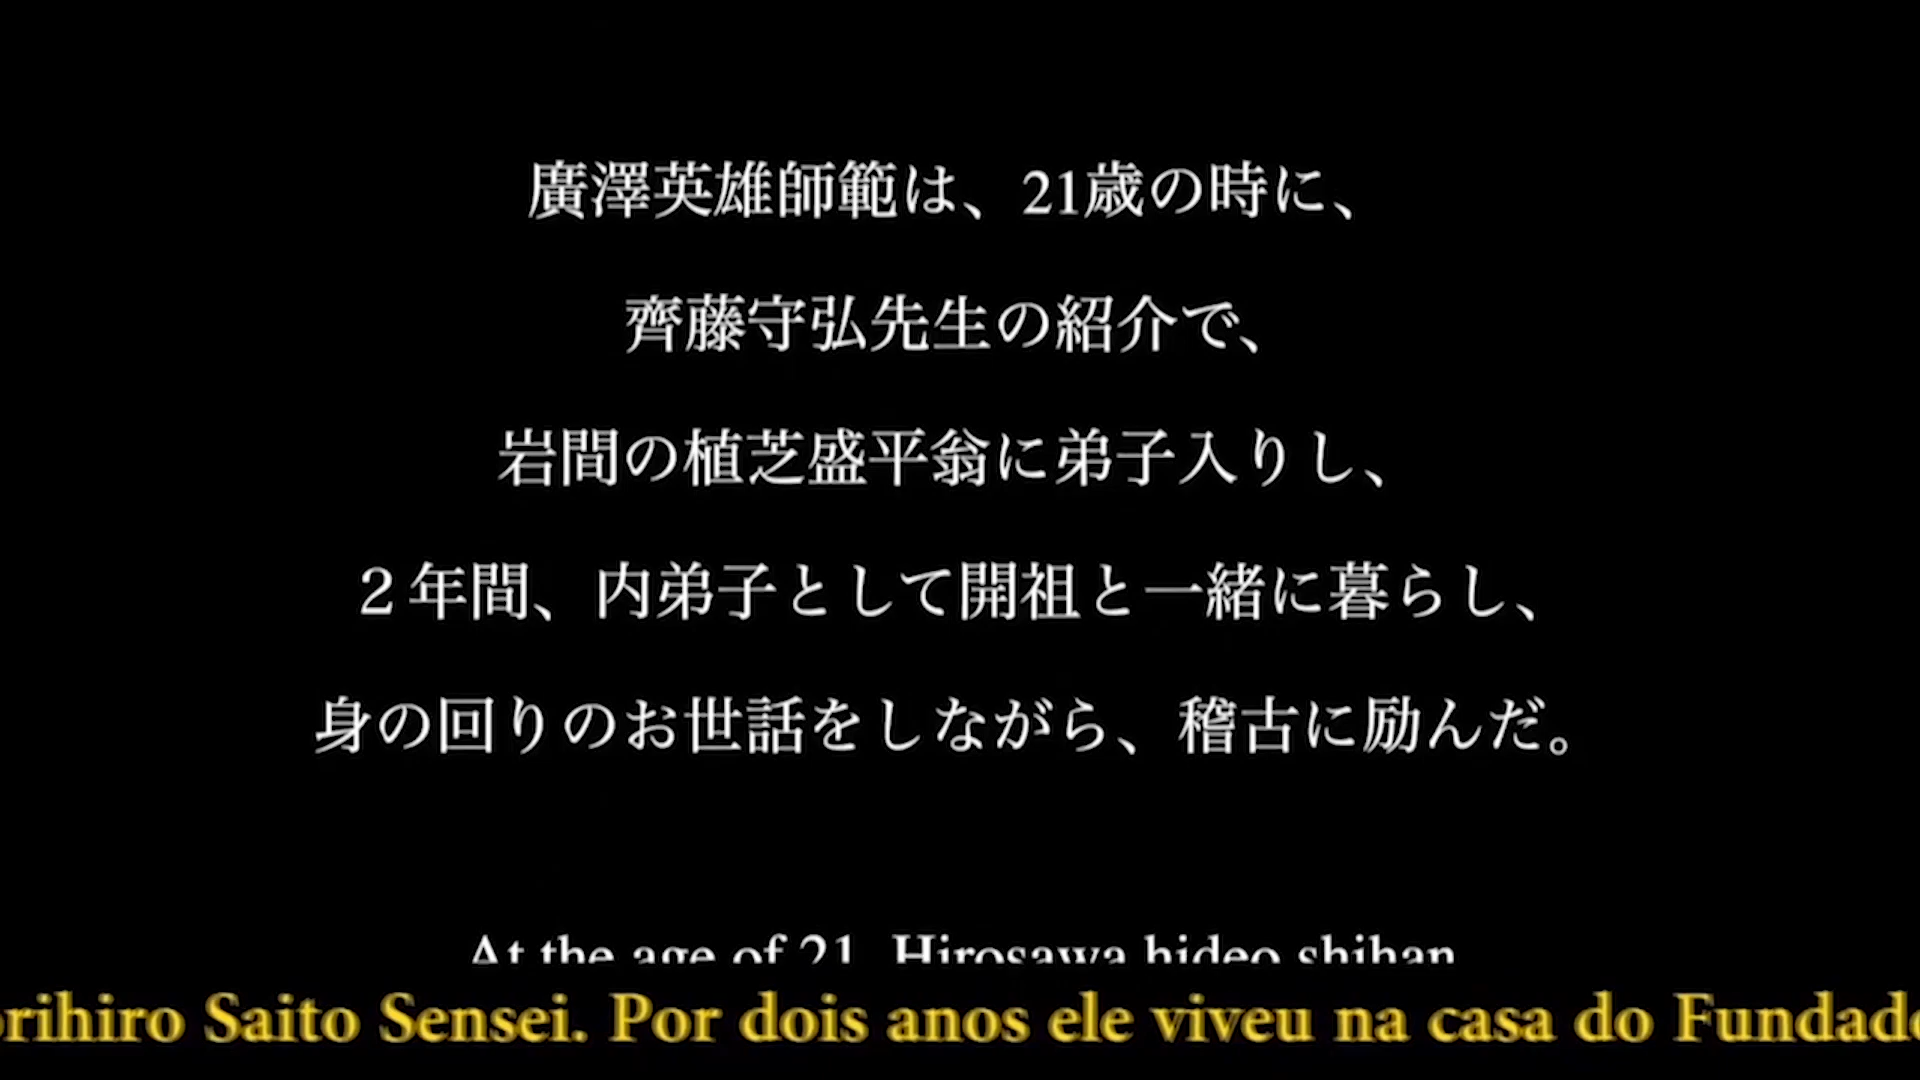 廣澤英雄師範は、21歳の時に、
齊藤守弘先生の紹介で、
岩間の植芝盛平翁に弟子入りし、
２年間、内弟子として開祖と一緒に暮らし、
身の回りのお世話をしながら、稽古に励んだ。
At the age of 21, Hirosawa hideo shihan
orihiro Saito Sensei. Por dois anos ele viveu na casa do Fundado